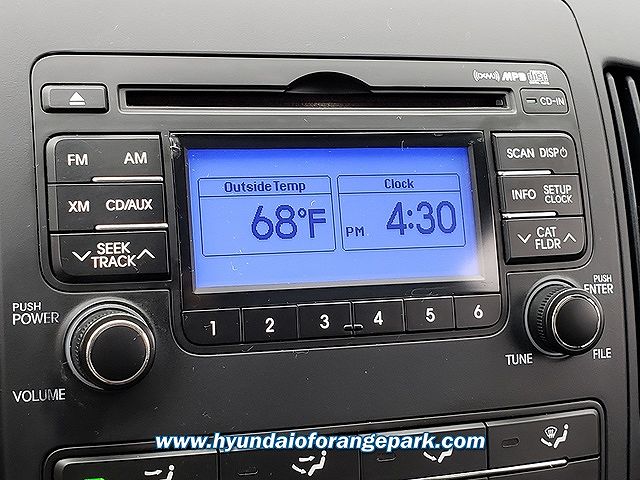 XM MP3
CD-IN
FM AM
XM CD/AUX
SEEK
TRACK
Outside Temp
68°F
Clock
PM 4:30
SCAN DISP
INFO SETUP
CLOCK
CAT
FLDR
1 2 3 4 5 6
PUSH
POWER
VOLUME
PUSH
ENTER
TUNE FILE
www.hyundaioforangepark.com